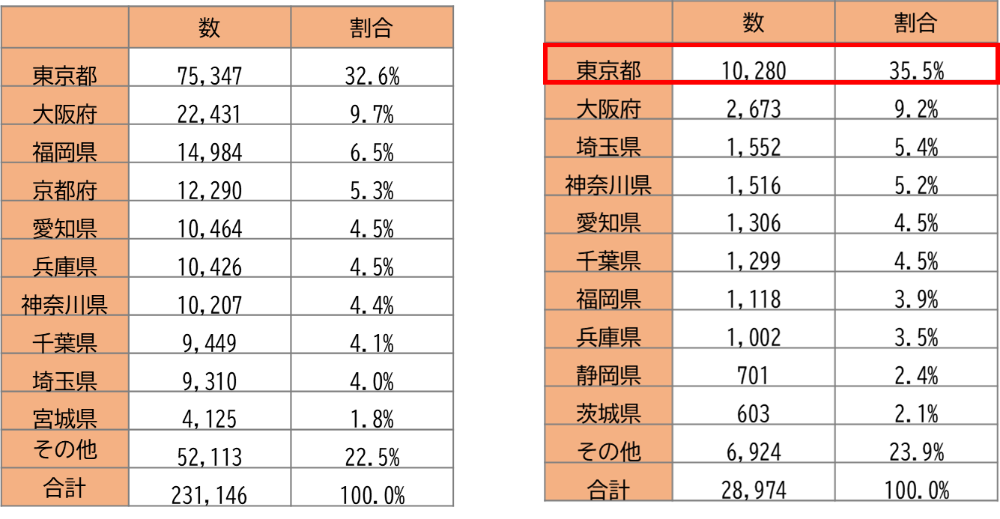 数 割合
東京都 75,347 32.6%
大阪府 22,431 9.7%
福岡県 14,984 6.5%
京都府 12,290 5.3%
愛知県 10,464 4.5%
兵庫県 10,426 4.5%
神奈川県 10,207 4.4%
千葉県 9,449 4.1%
埼玉県 9,310 4.0%
宮城県 4,125 1.8%
その他 52,113 22.5%
合計 231,146 100.0%
数 割合
東京都 10,280 35.5%
大阪府 2,673 9.2%
埼玉県 1,552 5.4%
神奈川県 1,516 5.2%
愛知県 1,306 4.5%
千葉県 1,299 4.5%
福岡県 1,118 3.9%
兵庫県 1,002 3.5%
静岡県 701 2.4%
茨城県 603 2.1%
その他 6,924 23.9%
合計 28,974 100.0%